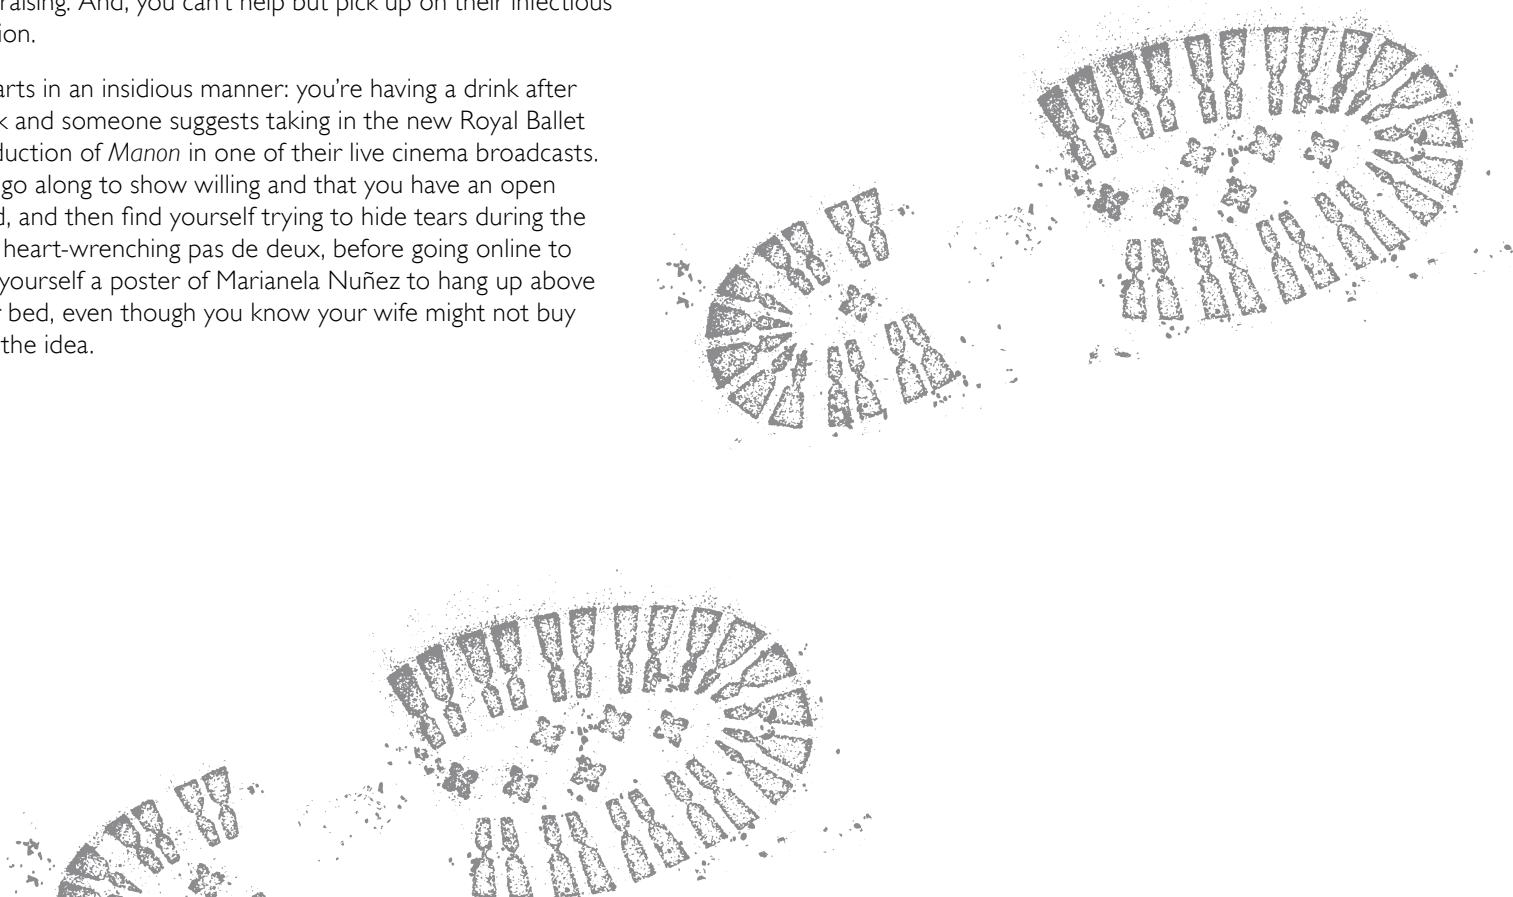 raising. And, you can't help but pick up on their infectious
ion.
arts in an insidious manner: you're having a drink after
k and someone suggests taking in the new Royal Ballet
duction of Manon in one of their live cinema broadcasts.
go along to show willing and that you have an open
d, and then find yourself trying to hide tears during the
heart-wrenching pas de deux, before going online to
yourself a poster of Marianela Nuñez to hang up above
r bed, even though you know your wife might not buy
the idea.